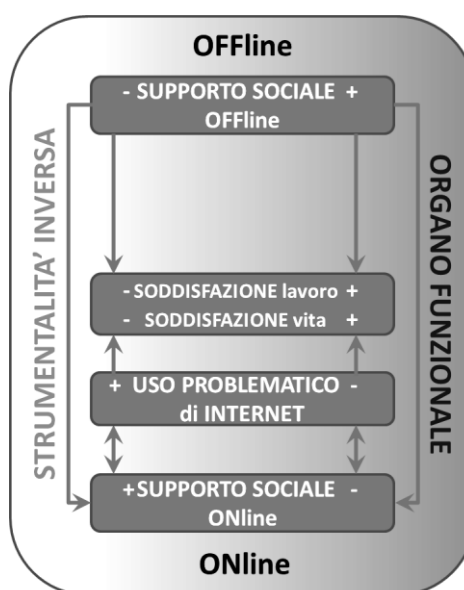 OFFline
- SUPPORTO SOCIALE +
OFFline
STRUMENTALITA’ INVERSA
ORGANO FUNZIONALE
- SODDISFAZIONE lavoro +
- SODDISFAZIONE vita +
+ USO PROBLEMATICO -
di INTERNET
+SUPPORTO SOCIALE -
ONline
ONline